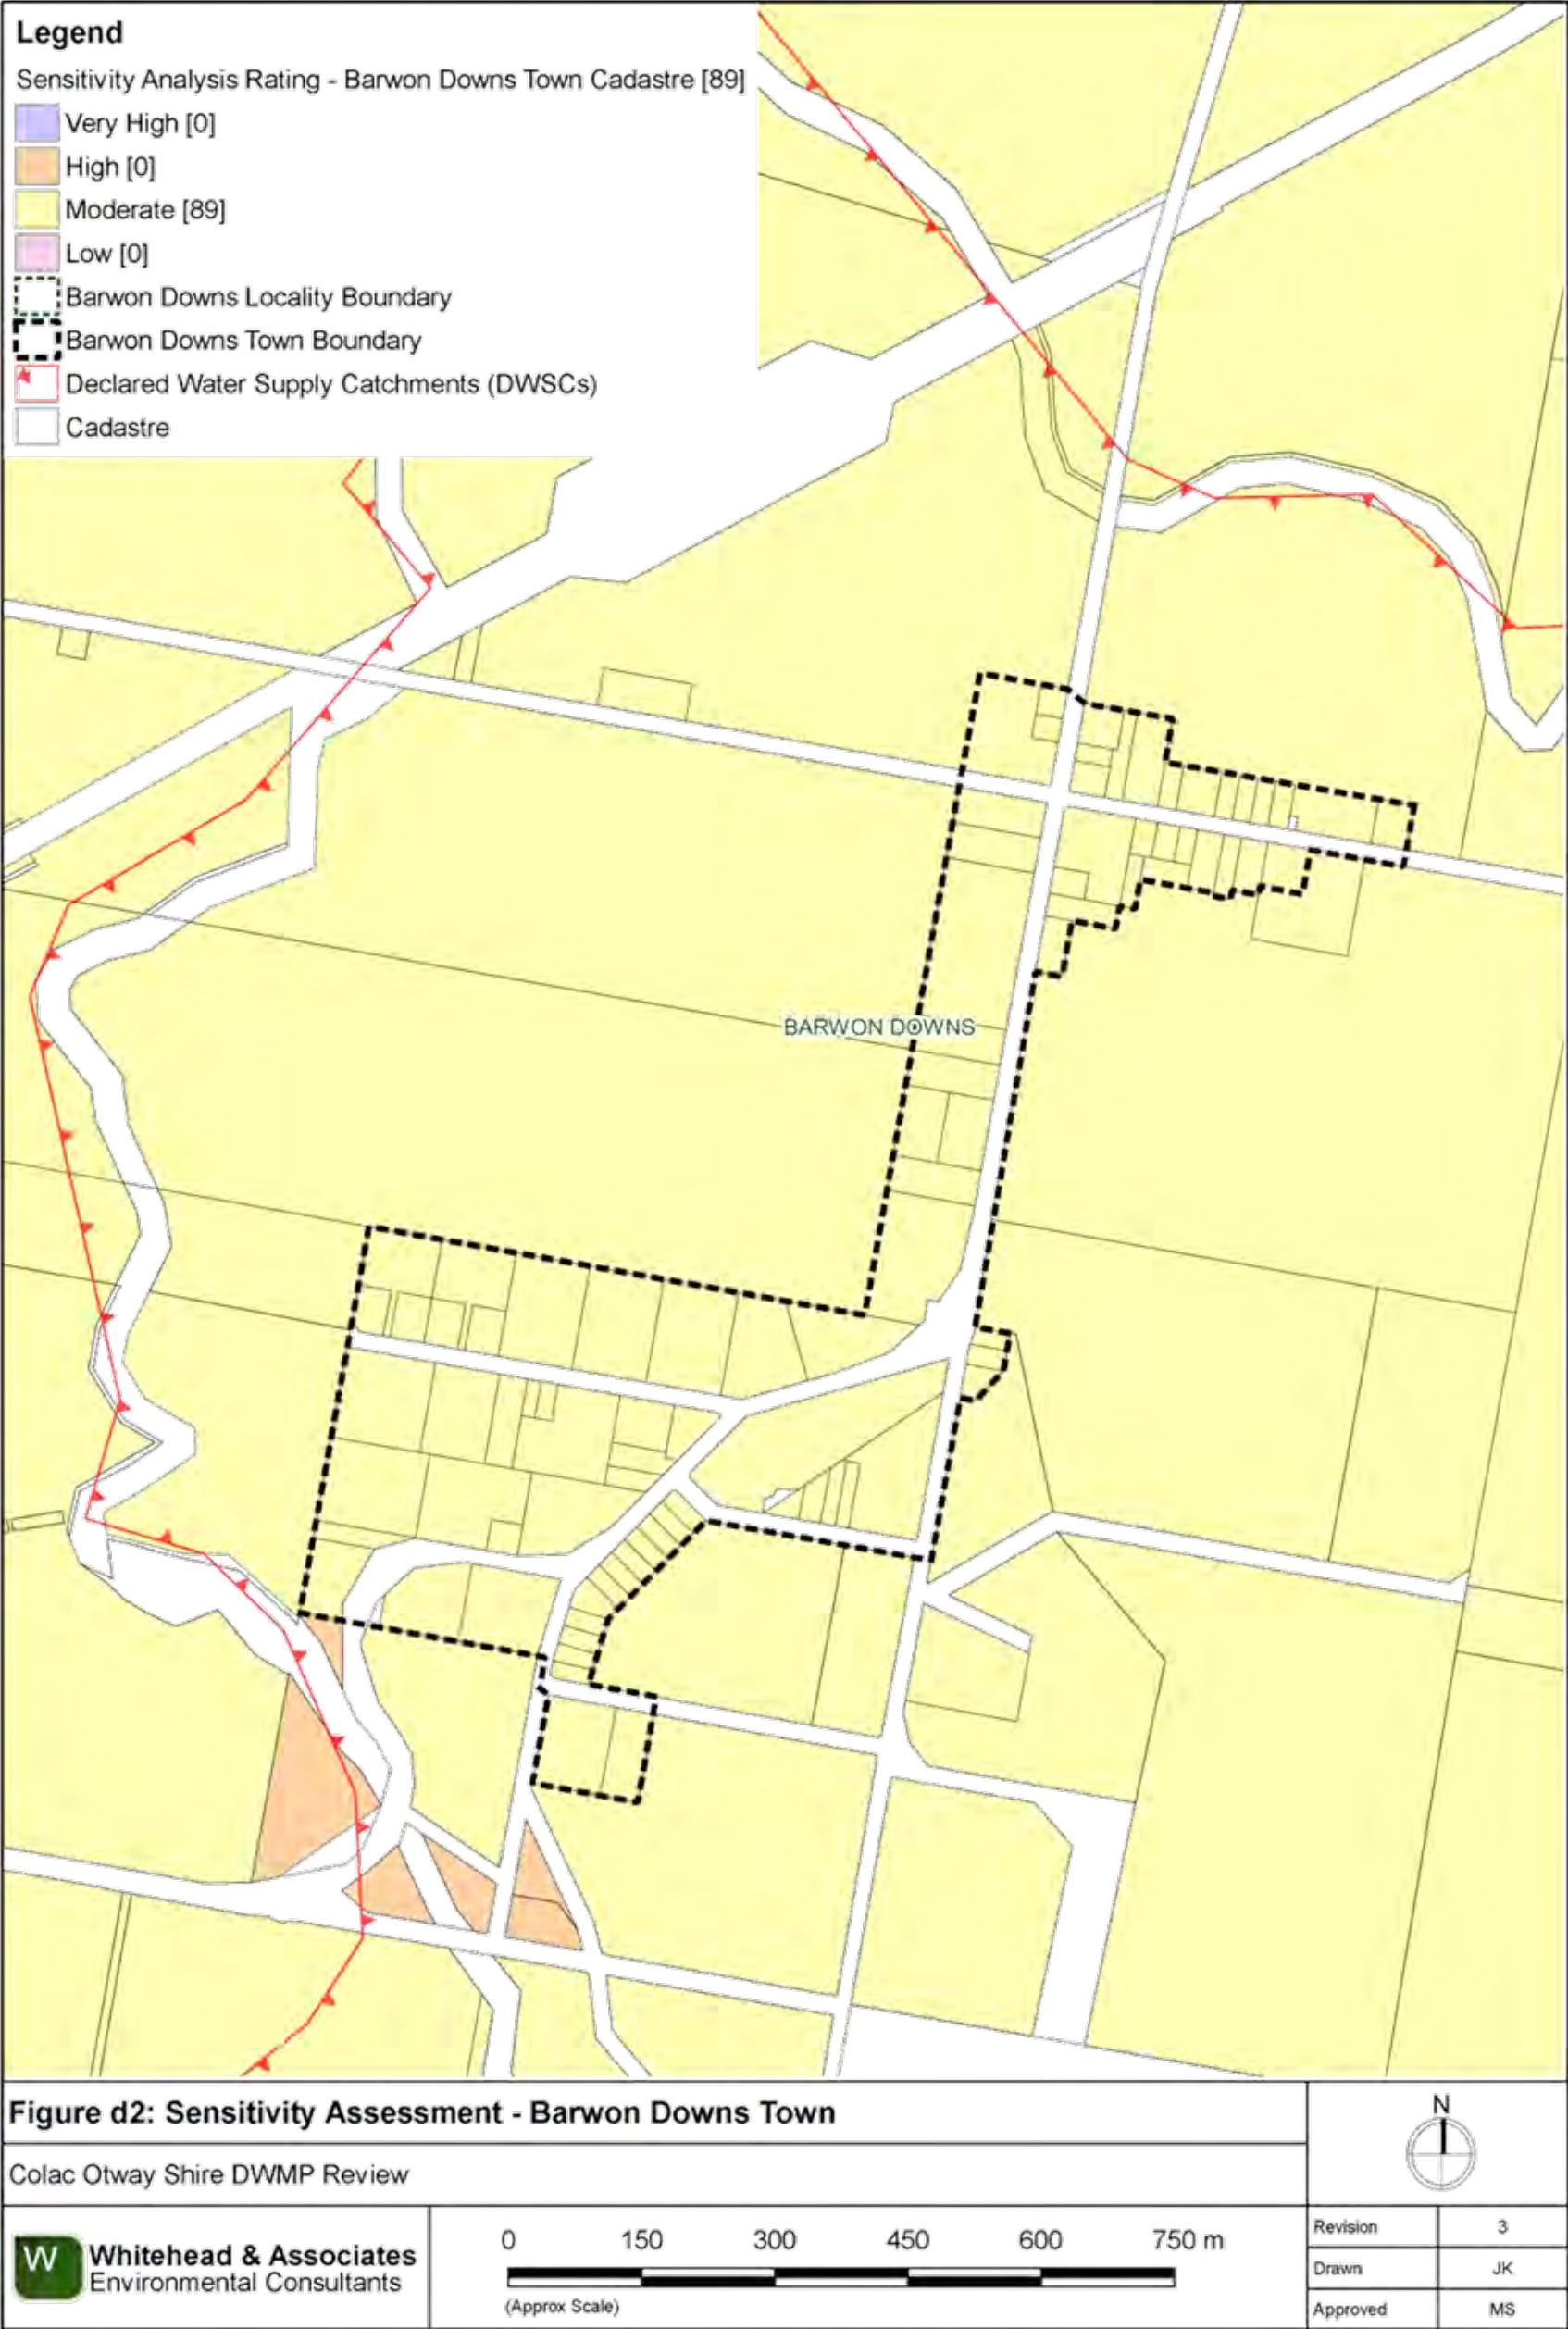 Legend
Sensitivity Analysis Rating - Barwon Downs Town Cadastre [89]
Very High [0]
High [0]
Moderate [89]
Low [0]
Barwon Downs Locality Boundary
Barwon Downs Town Boundary
Declared Water Supply Catchments (DWSCs)
Cadastre
BARWON DOWNS
Figure d2: Sensitivity Assessment - Barwon Downs Town
Colac Otway Shire DWMP Review
N
W
Whitehead & Associates
Environmental Consultants
0 150 300 450 600 750 m
(Approx Scale)
Revision 3
Drawn JK
Approved MS